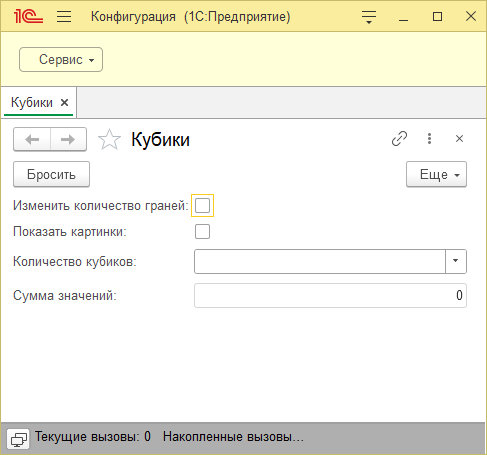 1С Конфигурация (1С:Предприятие)
Сервис
Кубики
Кубики
Бросить Еще
Изменить количество граней:
Показать картинки:
Количество кубиков:
Сумма значений: 0
Текущие вызовы: 0 Накопленные вызовы…